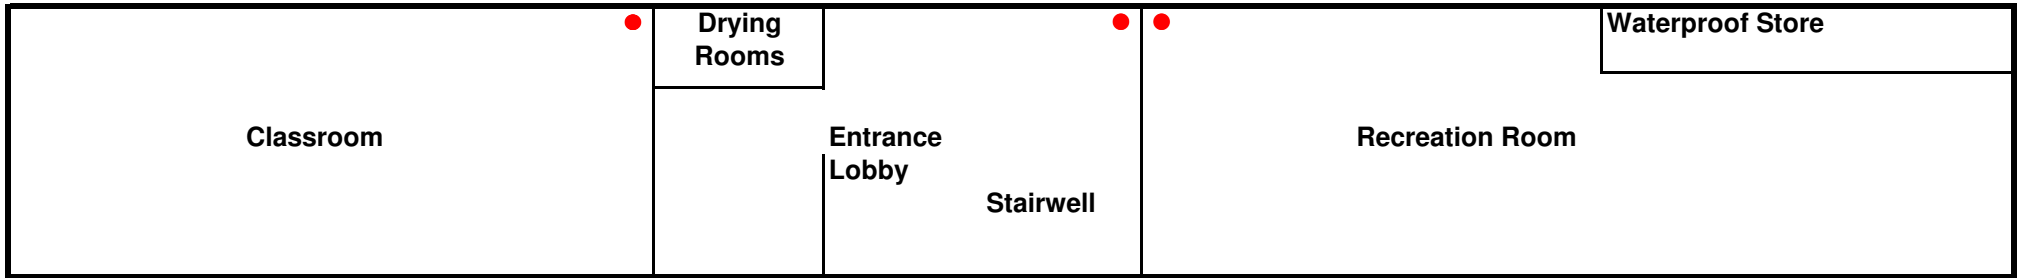 Drying
Rooms
Waterproof Store
Classroom
Entrance
Lobby
Recreation Room
Stairwell